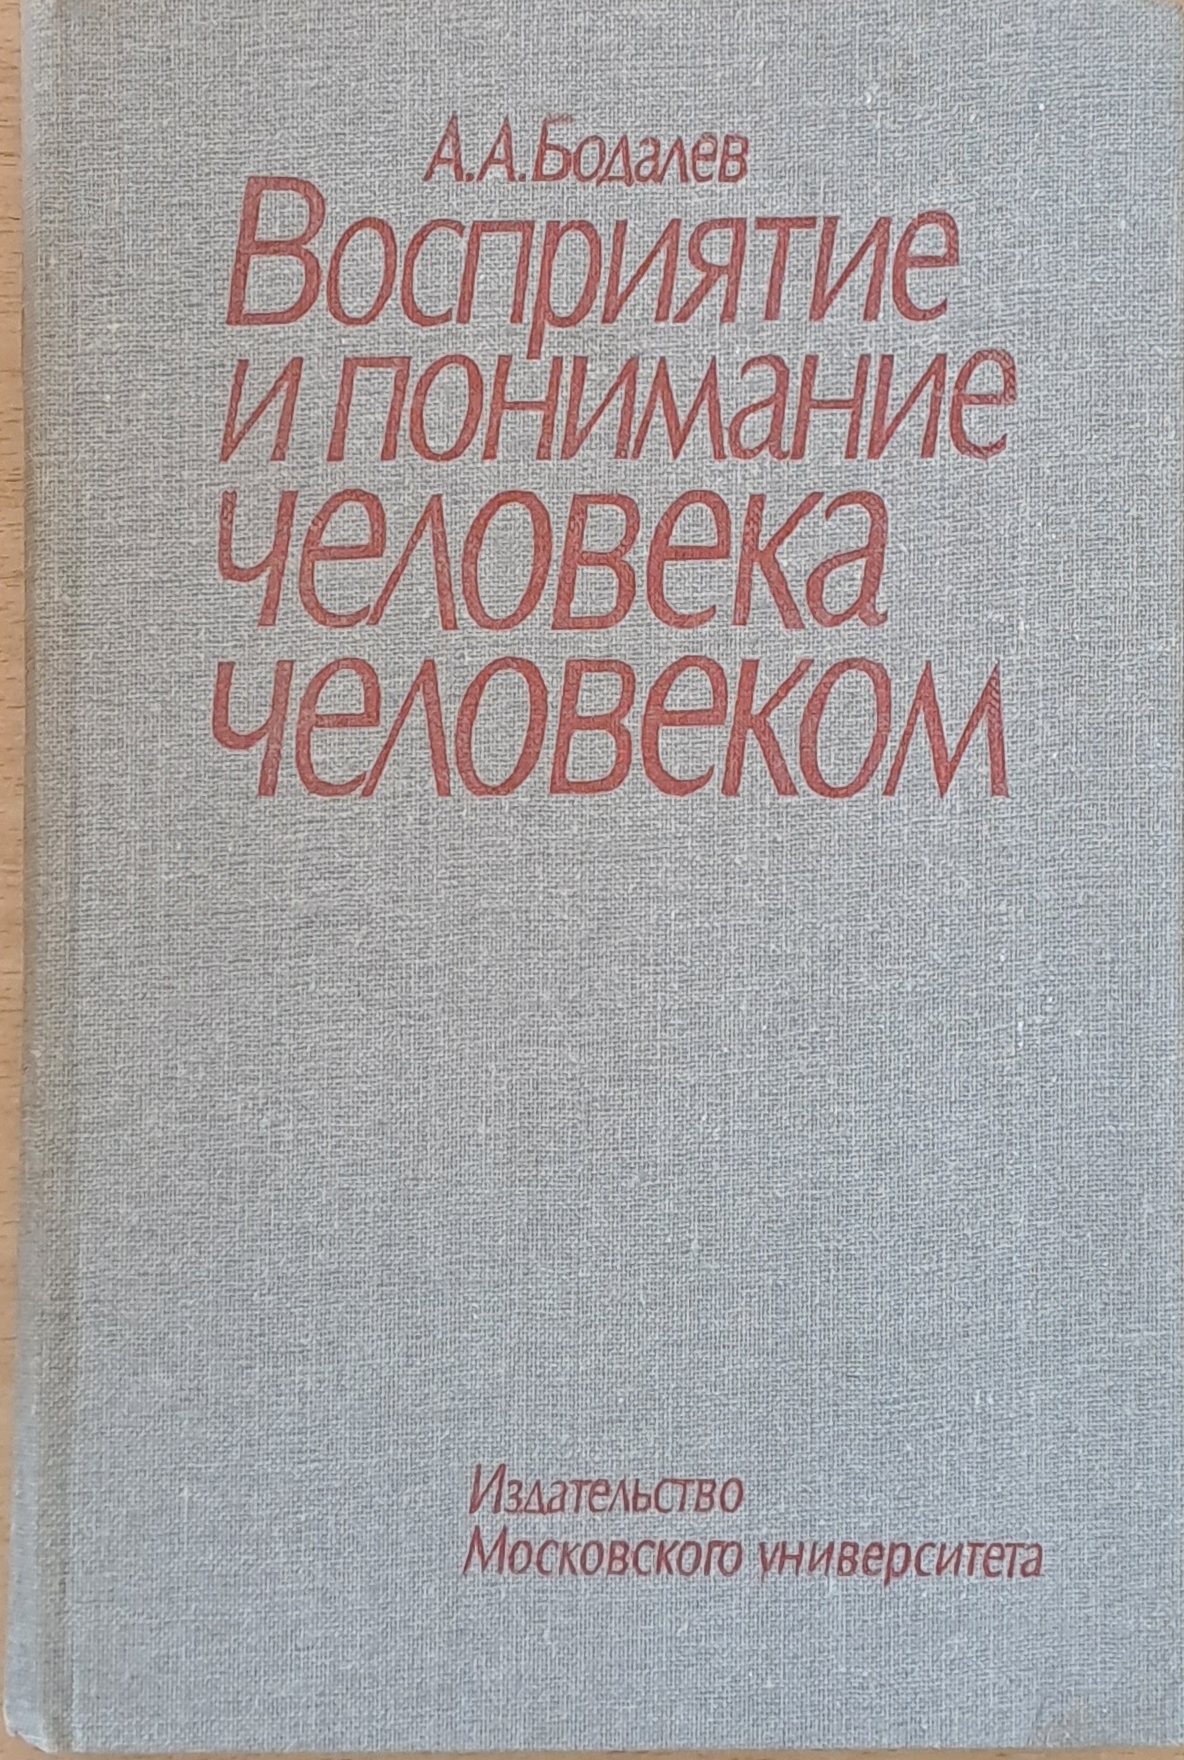 А.А.Бодалев
Восприятие
и понимание
человека
человеком
Издательство
Московского университета